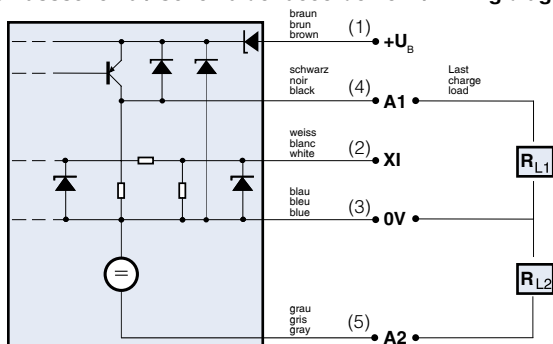 braun
brun
brown
(1)
+UB
schwarz
noir
black
(4)
A1
Last
charge
load
weiss
blanc
white
(2)
XI
RL1
blau
bleu
blue
(3)
0V
=
RL2
grau
gris
gray
(5)
A2